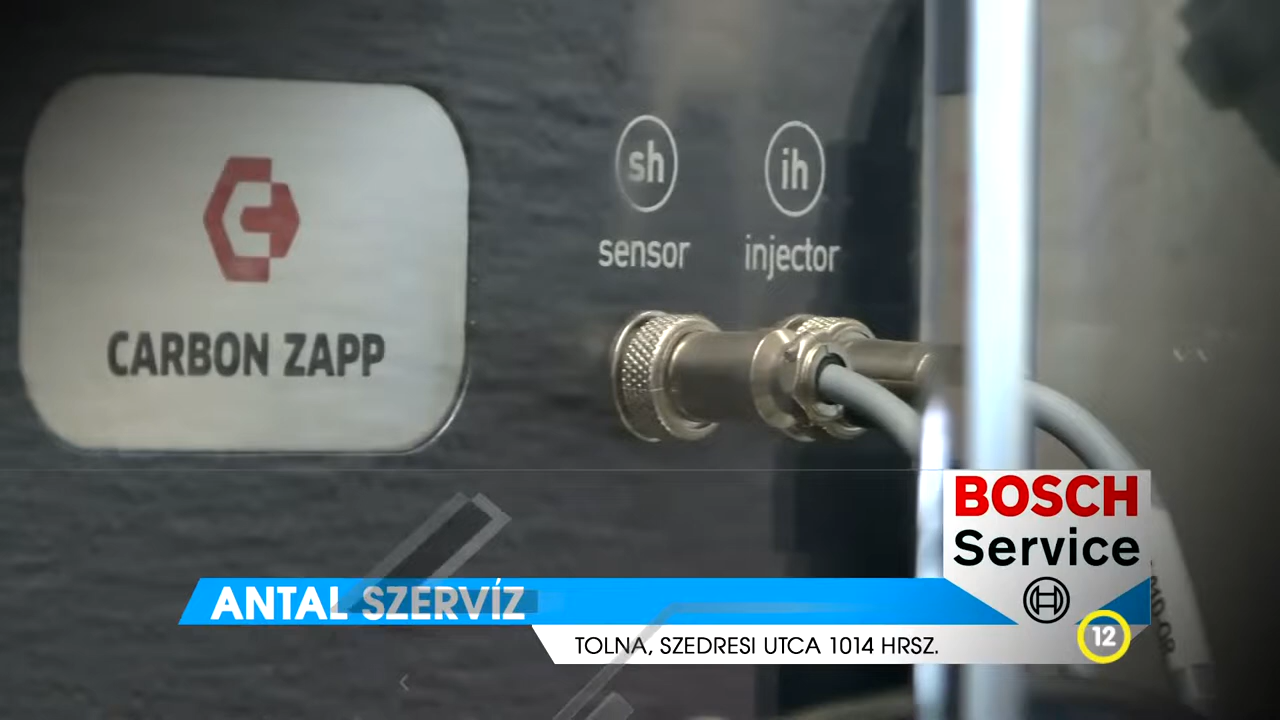 sh
ih
sensor
injector
CARBON ZAPP
BOSCH
Service
ANTAL SZERVÍZ
TOLNA, SZEDRESI UTCA 1014 HRSZ.
12